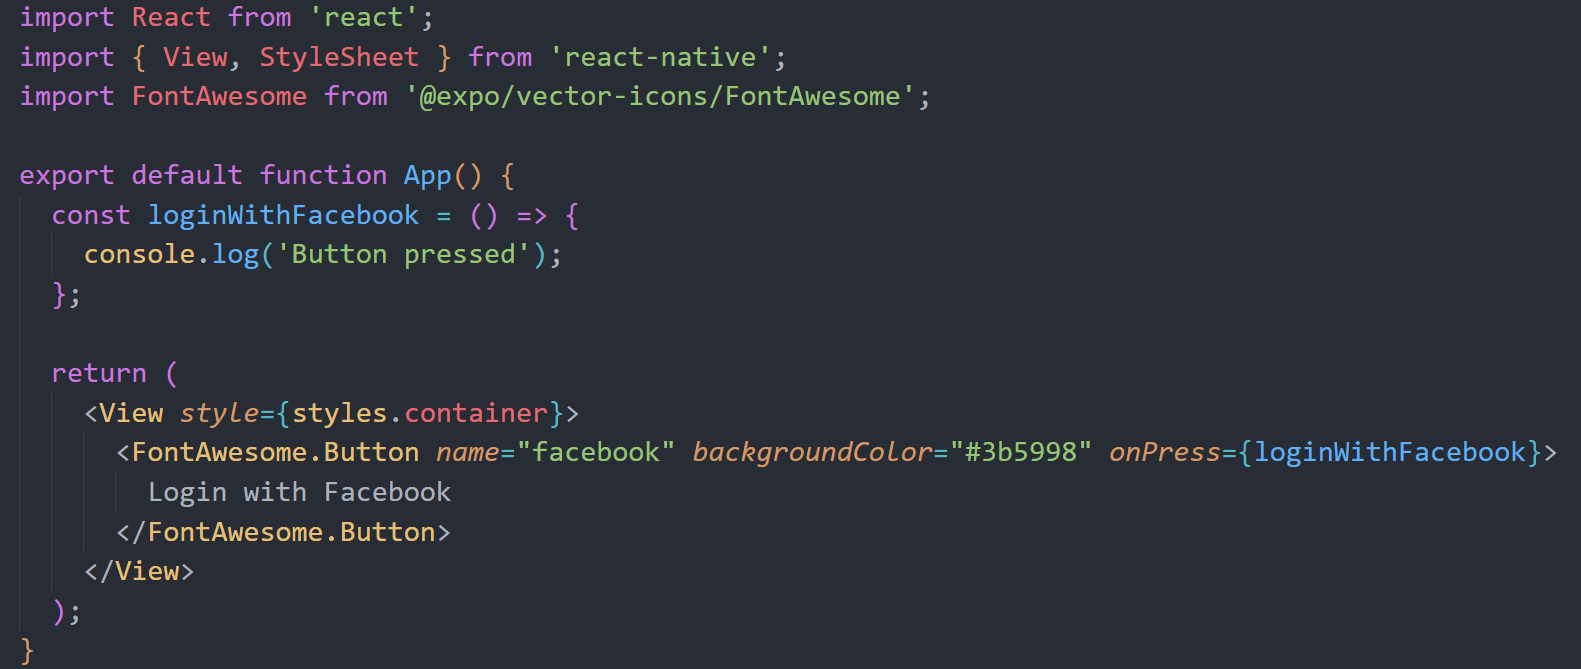 import React from 'react';
import { View, StyleSheet } from 'react-native';
import FontAwesome from '@expo/vector-icons/FontAwesome';

export default function App() {
  const loginWithFacebook = () => {
    console.log('Button pressed');
  };

  return (
    <View style={styles.container}>
      <FontAwesome.Button name="facebook" backgroundColor="#3b5998" onPress={loginWithFacebook}>
        Login with Facebook
      </FontAwesome.Button>
    </View>
  );
}